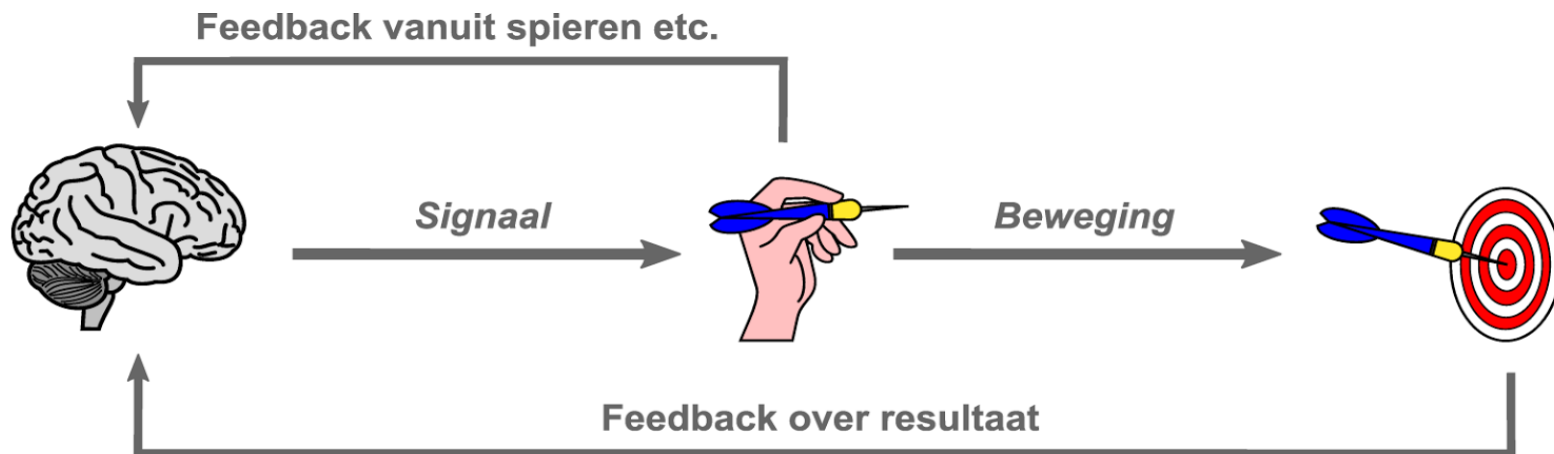 Feedback vanuit spieren etc.
Signaal
Beweging
Feedback over resultaat